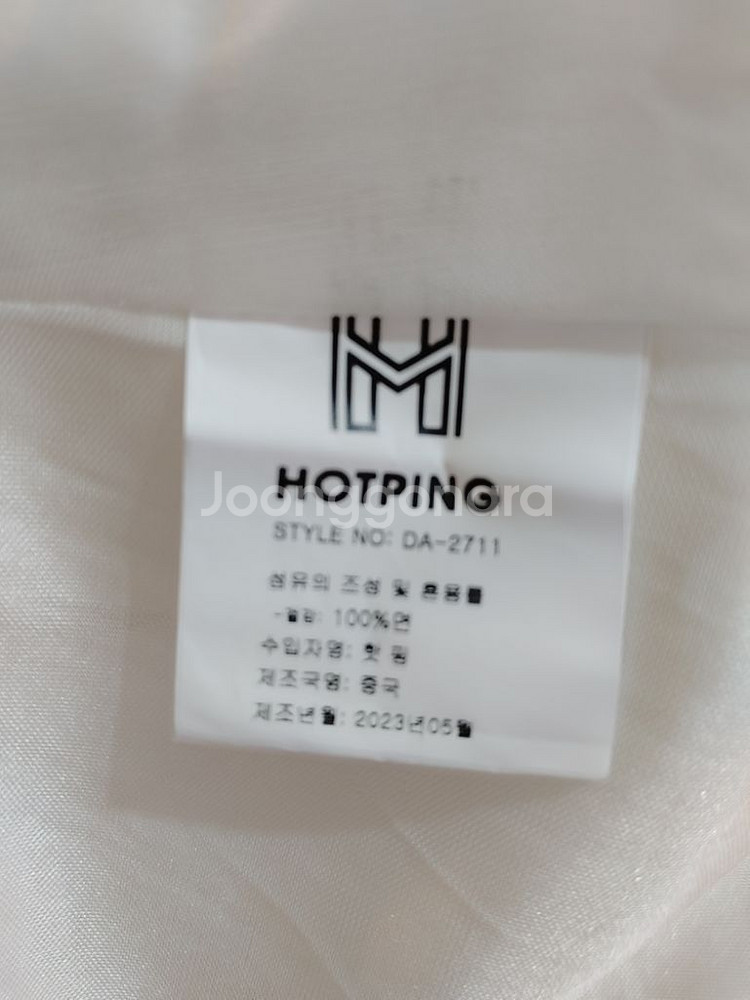 HOTPING
Joonggonara
STYLE NO: DA-2711
섬유의 조성 및 혼용률
-겉감: 100%면
수입자명: 핫 핑
제조국명: 중국
제조년월: 2023년05월